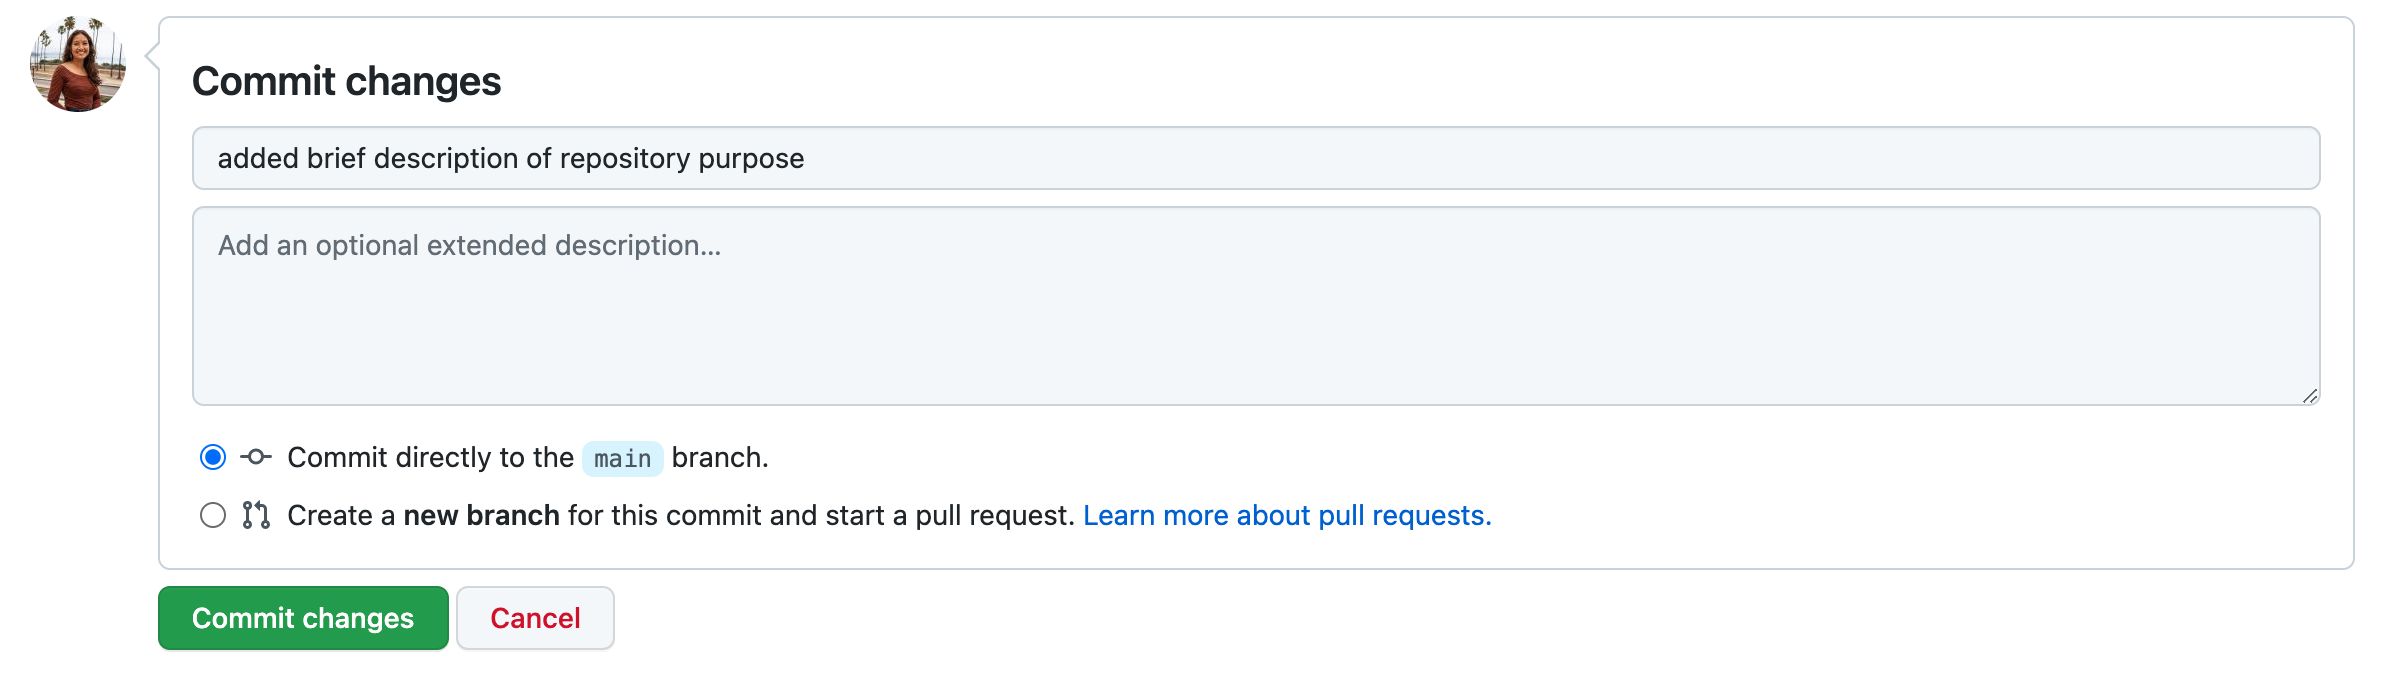 Commit changes
added brief description of repository purpose
Add an optional extended description...
Commit directly to the main branch.
Create a new branch for this commit and start a pull request. Learn more about pull requests.
Commit changes Cancel